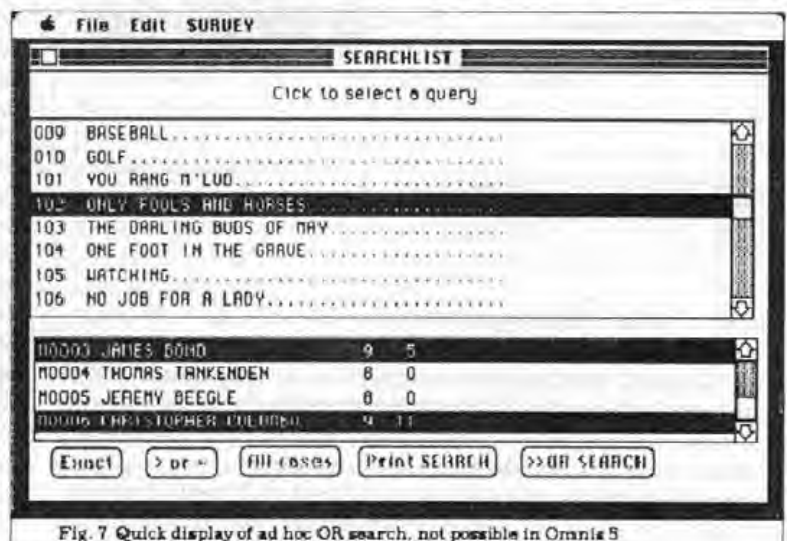 File Edit SURVEY
SEARCHLIST
Clck to select a query
009 BASEBALL
010 GOLF
101 YOU RANG M'LUD
102 ONLY FOOLS AND HORSES
103 THE DARLING BUDS OF MAY
104 ONE FOOT IN THE GRAVE
105 WATCHING
106 NO JOB FOR A LADY
M0003 JAMES BOND 9 5
M0004 THOMAS TANKENDEN 8 0
M0005 JEREMY BEEGLE 8 0
M0006 CHRISTOPHER COLUMBU 9 11
Exact > or = All cases Print SEARCH >>OR SEARCH
Fig. 7 Quick display of ad hoc OR search, not possible in Omnis 5